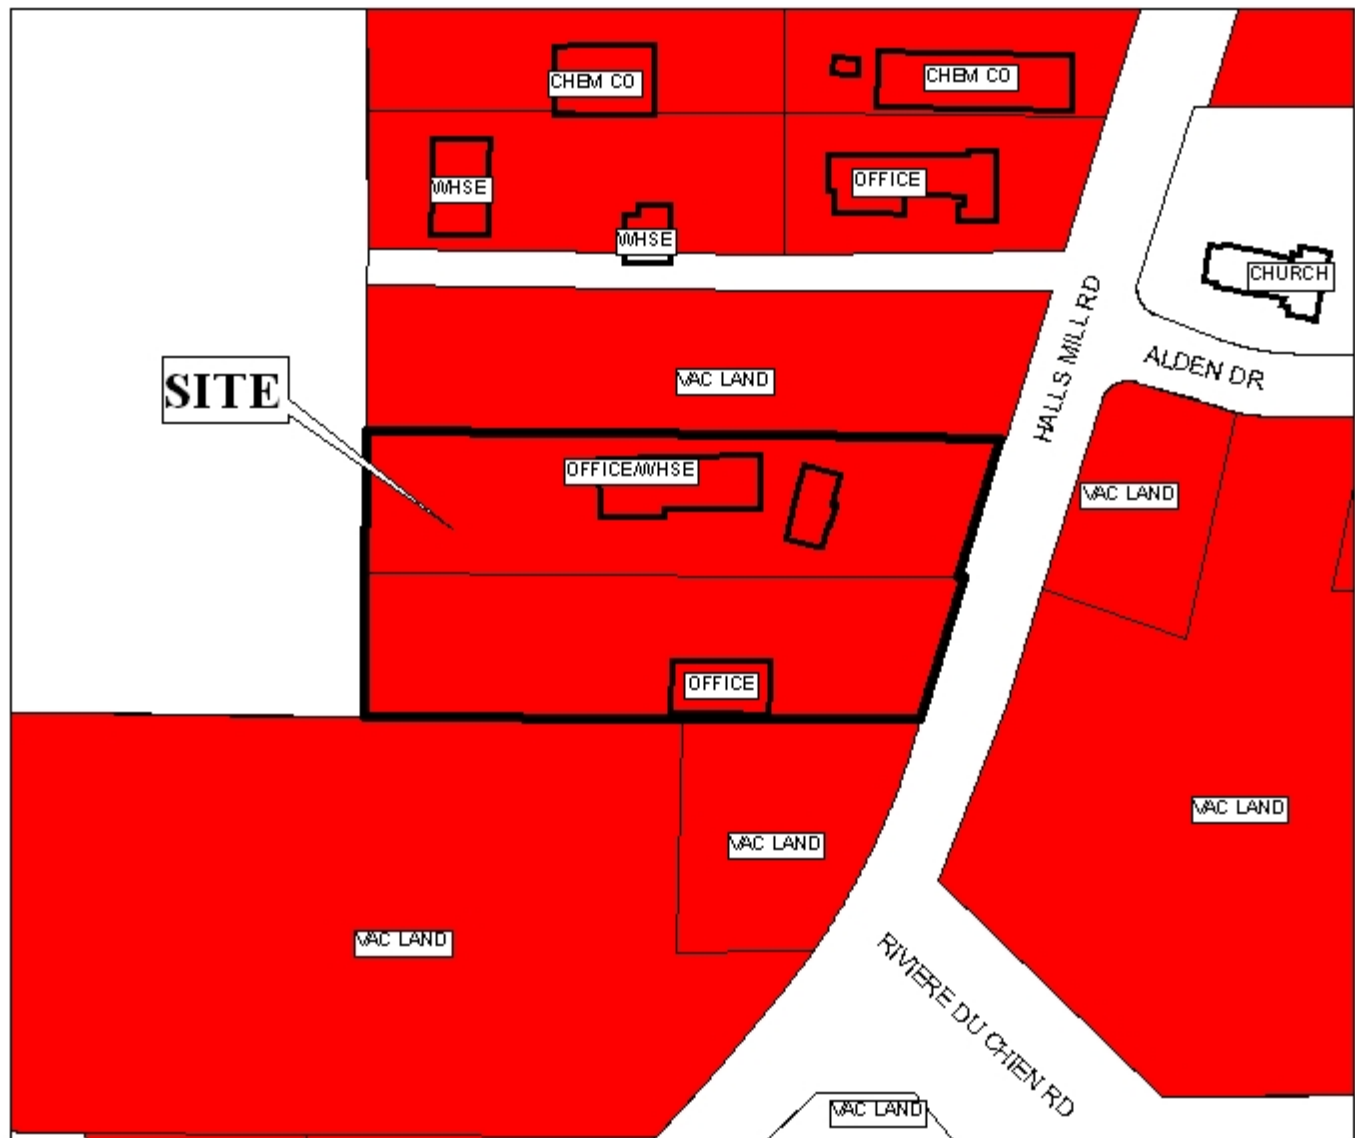 CHEM CO
CHEM CO
WHSE
OFFICE
WHSE
CHURCH
HALLS MILL RD
ALDEN DR
SITE
VAC LAND
OFFICE/WHSE
VAC LAND
OFFICE
VAC LAND
VAC LAND
VAC LAND
RIVIERE DU CHIEN RD
VAC LAND